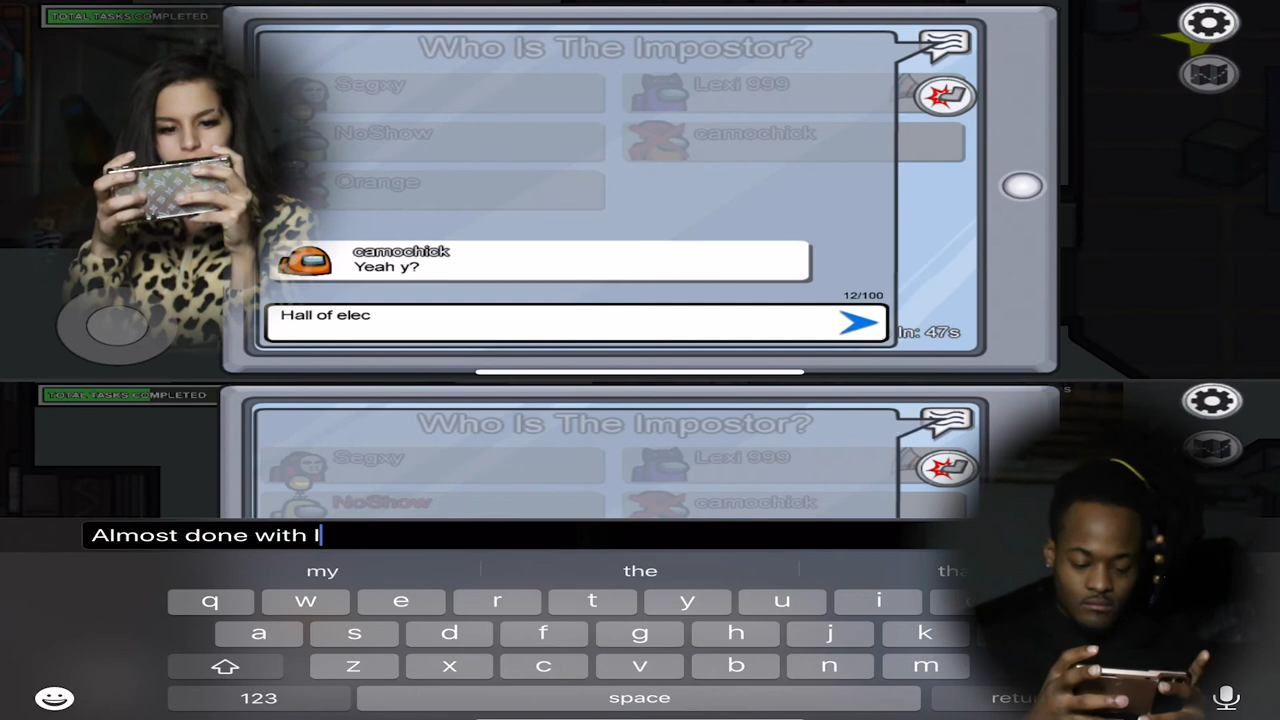 TOTAL TASKS COMPLETED
Who Is The Impostor?
Segxy
Lexi 999
NoShow
camochick
Orange
camochick
Yeah y?
12/100
Hall of elec
In: 47s
TOTAL TASKS COMPLETED
s
Who Is The Impostor?
Segxy
Lexi 999
NoShow
camochick
Almost done with l
my the tha
q w e r t y u i
a s d f g h j k
z x c v b n m
123 space retu